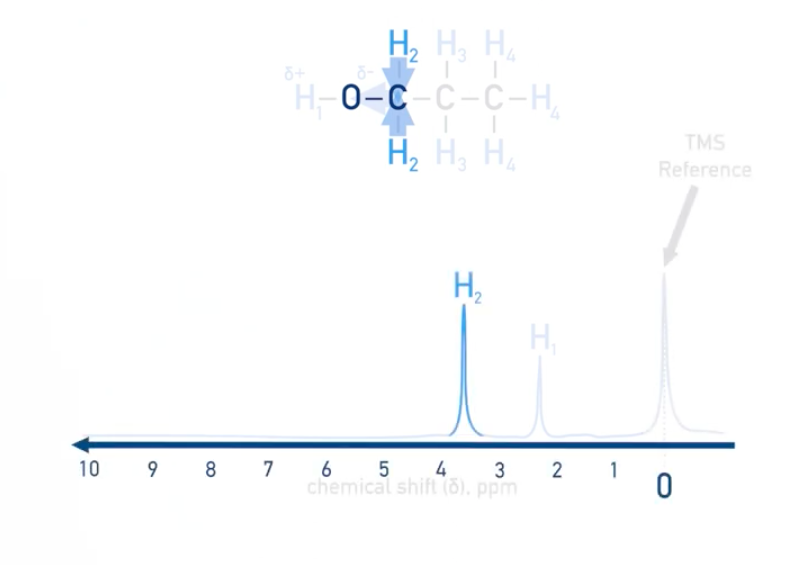 H2 H3 H4
δ+ δ-
H1–O–C–C–C–H4
H2 H3 H4
TMS
Reference
H2
H1
10 9 8 7 6 5 4 3 2 1 0
chemical shift (δ), ppm